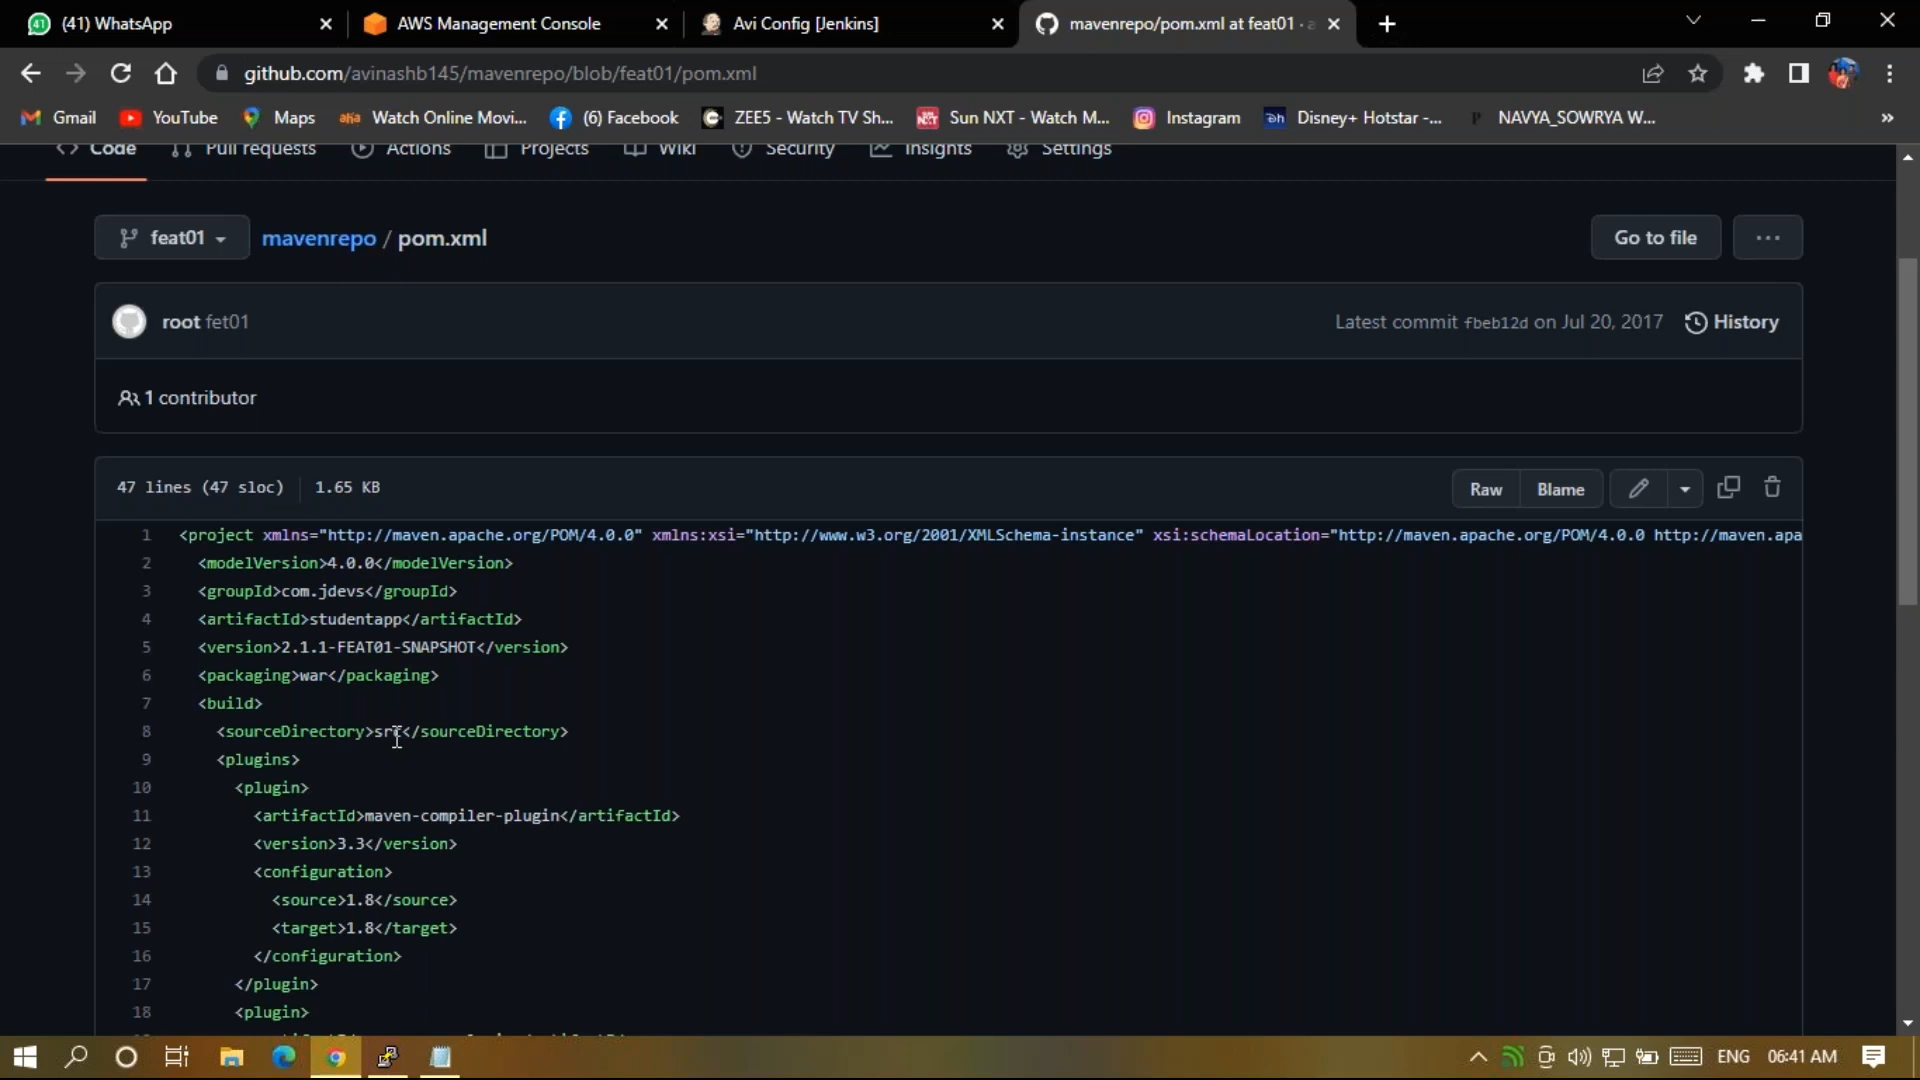 (41) WhatsApp
AWS Management Console
Avi Config [Jenkins]
mavenrepo/pom.xml at feat01 ·
github.com/avinashb145/mavenrepo/blob/feat01/pom.xml
Gmail
YouTube
Maps
aha
Watch Online Movi...
(6) Facebook
ZEE5 - Watch TV Sh...
Sun NXT - Watch M...
Instagram
Disney+ Hotstar -...
NAVYA_SOWRYA W...
»
Code
Pull requests
Actions
Projects
Wiki
Security
Insights
Settings
feat01
mavenrepo / pom.xml
Go to file
...
root fet01
Latest commit fbeb12d on Jul 20, 2017
History
1 contributor
47 lines (47 sloc)
1.65 KB
Raw
Blame
1 <project xmlns="http://maven.apache.org/POM/4.0.0" xmlns:xsi="http://www.w3.org/2001/XMLSchema-instance" xsi:schemaLocation="http://maven.apache.org/POM/4.0.0 http://maven.apa
2 <modelVersion>4.0.0</modelVersion>
3 <groupId>com.jdevs</groupId>
4 <artifactId>studentapp</artifactId>
5 <version>2.1.1-FEAT01-SNAPSHOT</version>
6 <packaging>war</packaging>
7 <build>
8 <sourceDirectory>src</sourceDirectory>
9 <plugins>
10 <plugin>
11 <artifactId>maven-compiler-plugin</artifactId>
12 <version>3.3</version>
13 <configuration>
14 <source>1.8</source>
15 <target>1.8</target>
16 </configuration>
17 </plugin>
18 <plugin>
ENG
06:41 AM